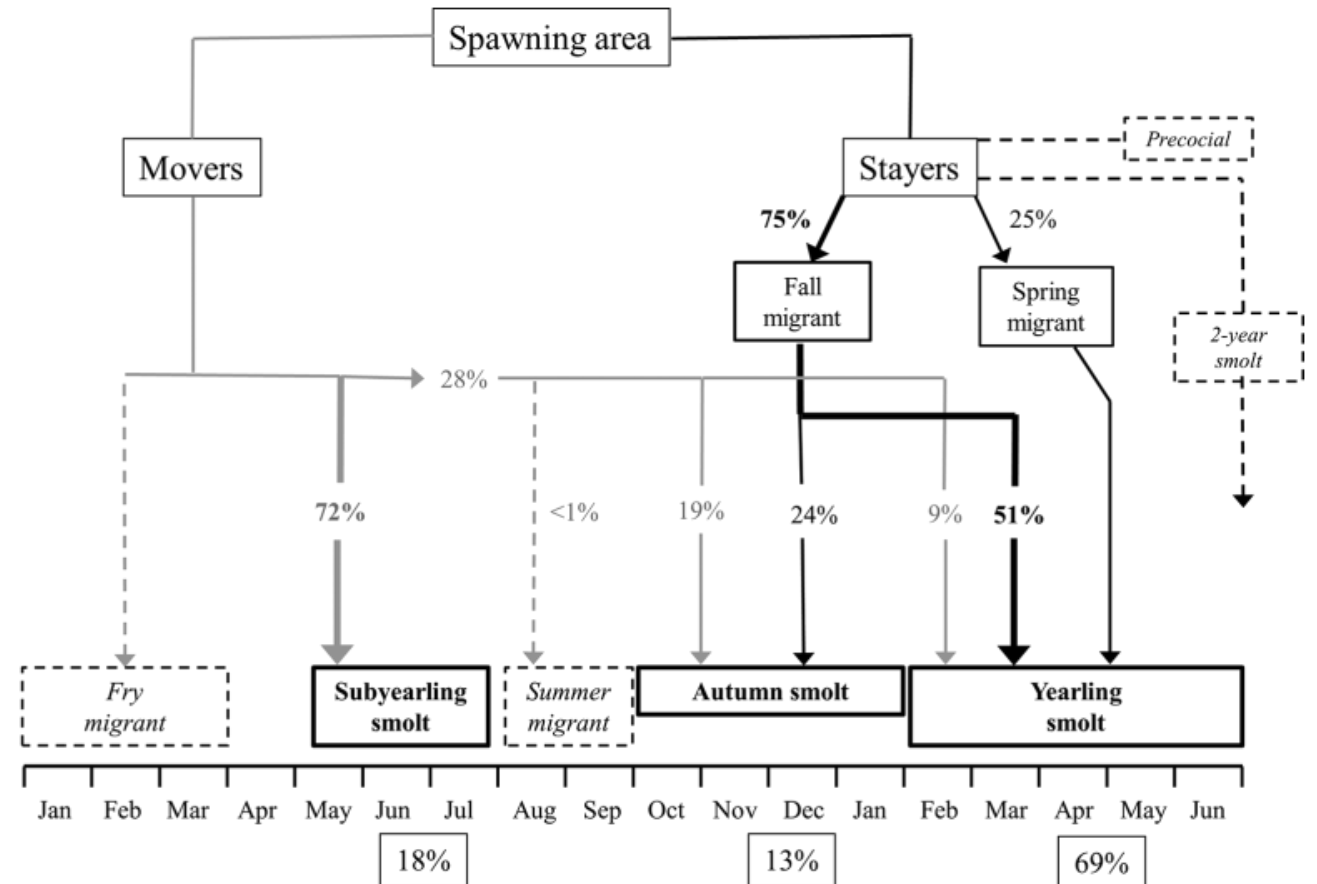 Spawning area
Movers
Stayers
Precocial
75%
25%
Fall
migrant
Spring
migrant
2-year
smolt
28%
72%
<1%
19%
24%
9%
51%
Fry
migrant
Subyearling
smolt
Summer
migrant
Autumn smolt
Yearling
smolt
Jan Feb Mar Apr May Jun Jul Aug Sep Oct Nov Dec Jan Feb Mar Apr May Jun
18%
13%
69%